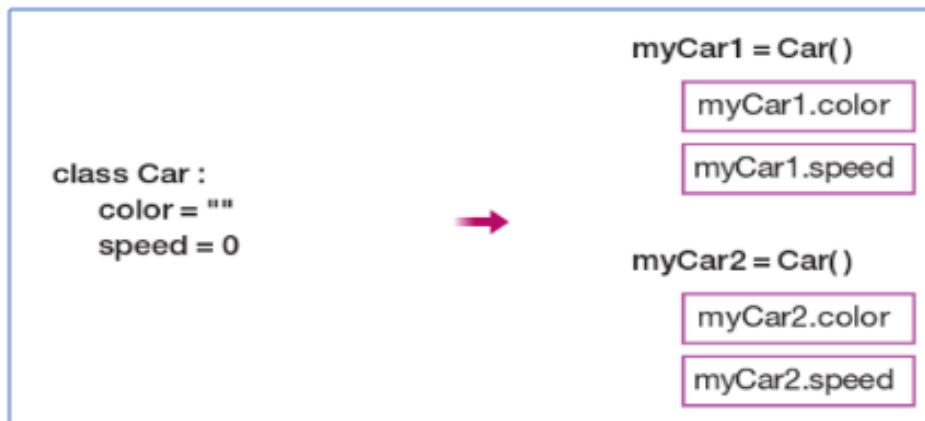 class Car :
color = ""
speed = 0
myCar1 = Car( )
myCar1.color
myCar1.speed
myCar2 = Car( )
myCar2.color
myCar2.speed